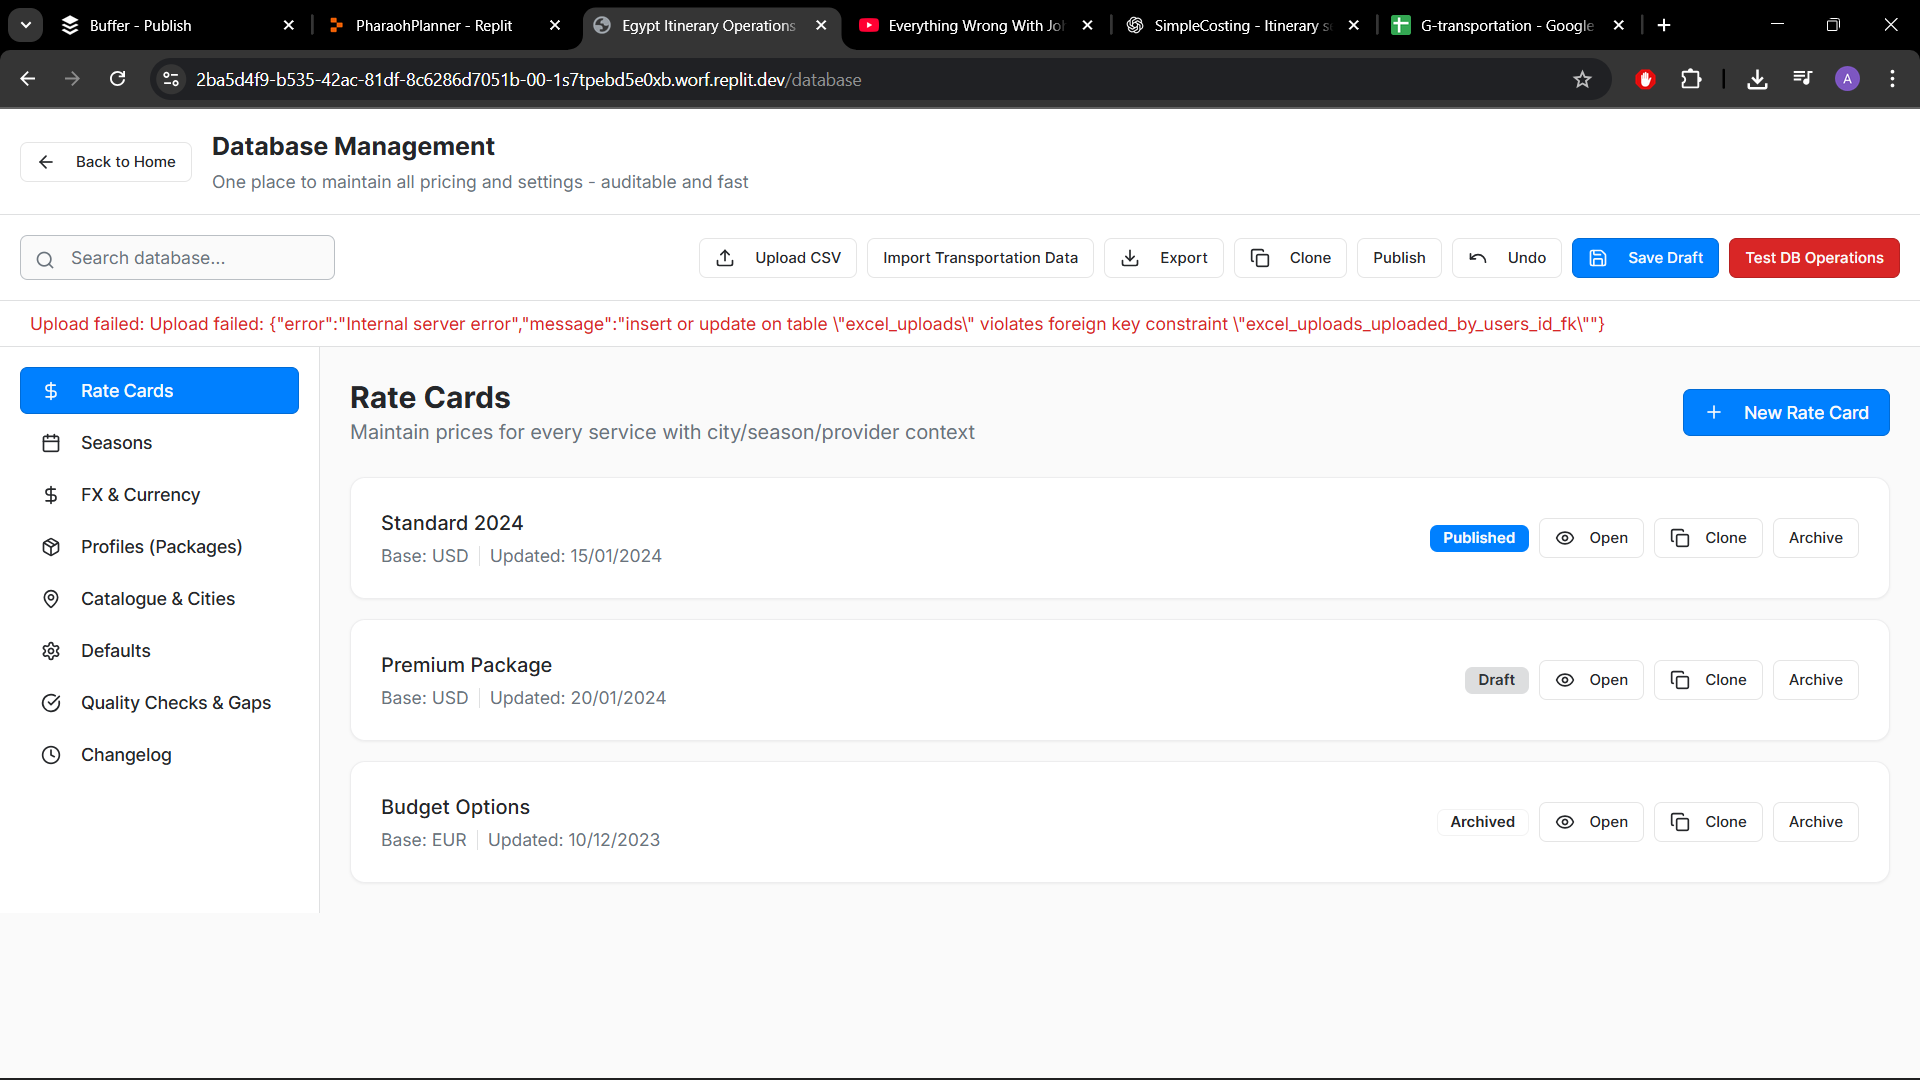 Buffer - Publish
PharaohPlanner - Replit
Egypt Itinerary Operations
Everything Wrong With Joh
SimpleCosting - Itinerary s
G-transportation - Google
2ba5d4f9-b535-42ac-81df-8c6286d7051b-00-1s7tpebd5e0xb.worf.replit.dev/database
A
Back to Home
Database Management
One place to maintain all pricing and settings - auditable and fast
Search database...
Upload CSV
Import Transportation Data
Export
Clone
Publish
Undo
Save Draft
Test DB Operations
Upload failed: Upload failed: {"error":"Internal server error","message":"insert or update on table \"excel_uploads\" violates foreign key constraint \"excel_uploads_uploaded_by_users_id_fk\""}
Rate Cards
Seasons
FX & Currency
Profiles (Packages)
Catalogue & Cities
Defaults
Quality Checks & Gaps
Changelog
Rate Cards
Maintain prices for every service with city/season/provider context
New Rate Card
Standard 2024
Base: USD
Updated: 15/01/2024
Published
Open
Clone
Archive
Premium Package
Base: USD
Updated: 20/01/2024
Draft
Open
Clone
Archive
Budget Options
Base: EUR
Updated: 10/12/2023
Archived
Open
Clone
Archive